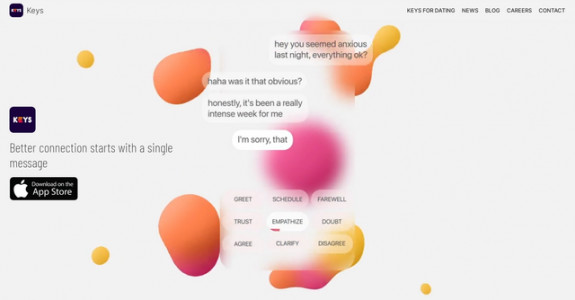 KEYS
Keys
KEYS FOR DATING NEWS BLOG CAREERS CONTACT
hey you seemed anxious
last night, everything ok?
haha was it that obvious?
honestly, it's been a really
intense week for me
I'm sorry, that
KEYS
Better connection starts with a single
message
Download on the
App Store
GREET SCHEDULE FAREWELL
TRUST EMPATHIZE DOUBT
AGREE CLARIFY DISAGREE